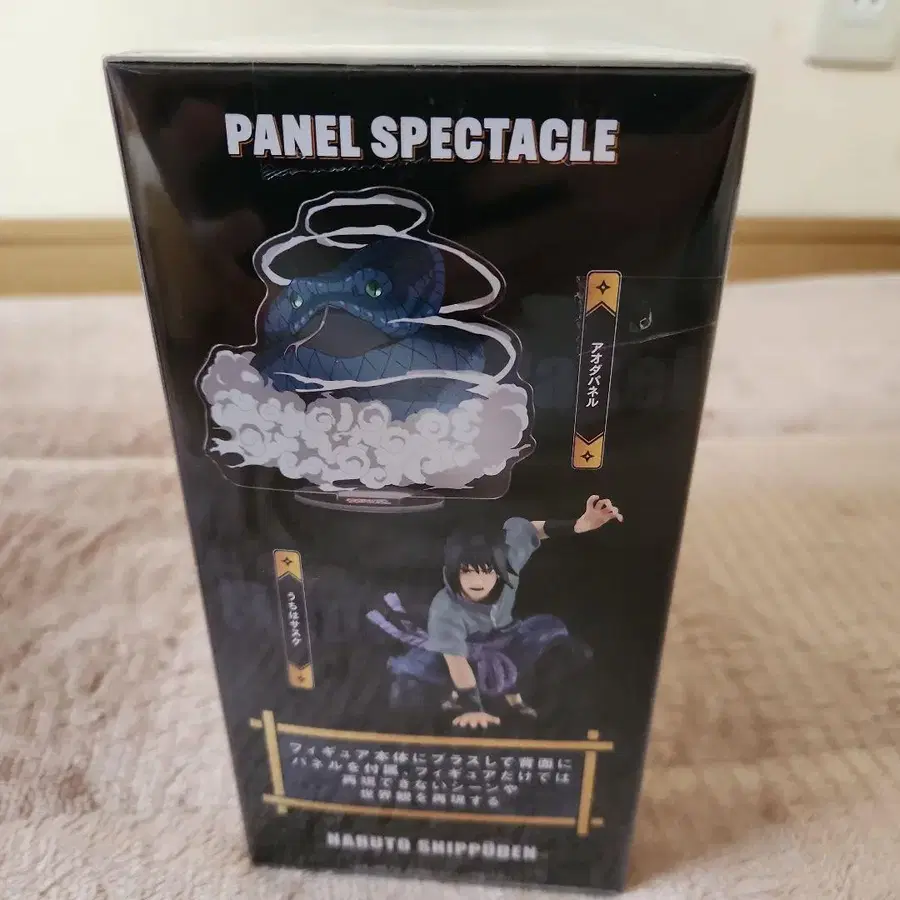 PANEL SPECTACLE
アオダパネル
うちはサスケ
フィギュア本体にプラスして背面に
パネルを付属、フィギュアだけでは
再現できないシーンや
世界観を再現する
NARUTO SHIPPÛDEN